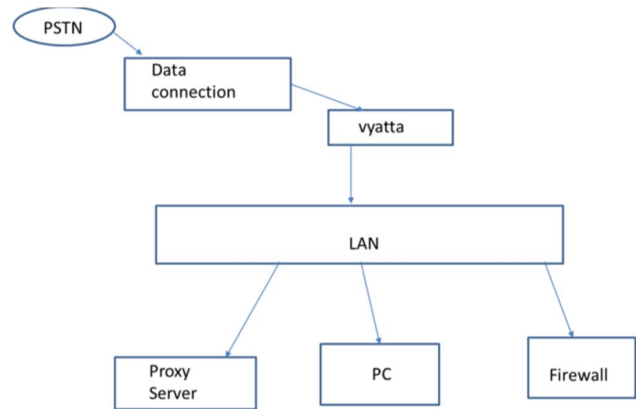 PSTN
Data
connection
vyatta
LAN
Proxy
Server
PC
Firewall